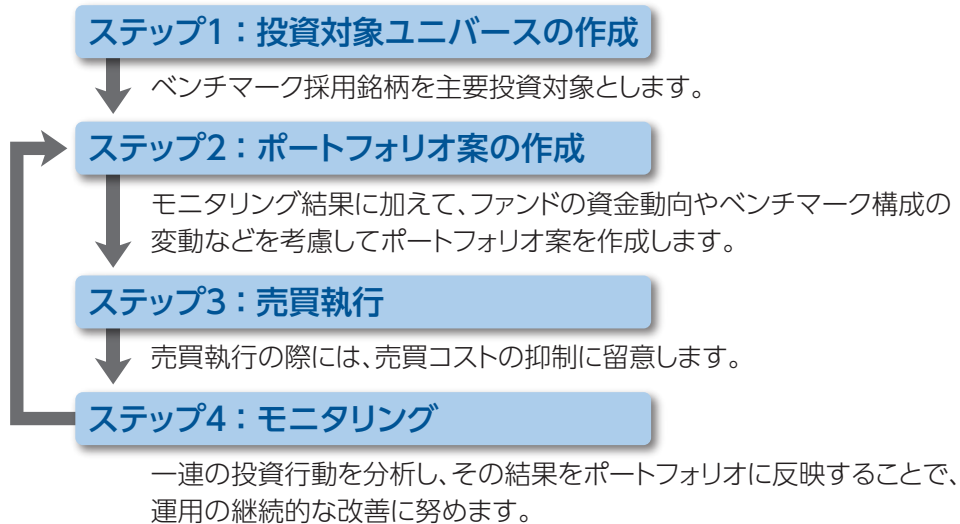 ステップ1：投資対象ユニバースの作成
ベンチマーク採用銘柄を主要投資対象とします。
ステップ2：ポートフォリオ案の作成
モニタリング結果に加えて、ファンドの資金動向やベンチマーク構成の
変動などを考慮してポートフォリオ案を作成します。
ステップ3：売買執行
売買執行の際には、売買コストの抑制に留意します。
ステップ4：モニタリング
一連の投資行動を分析し、その結果をポートフォリオに反映することで、
運用の継続的な改善に努めます。